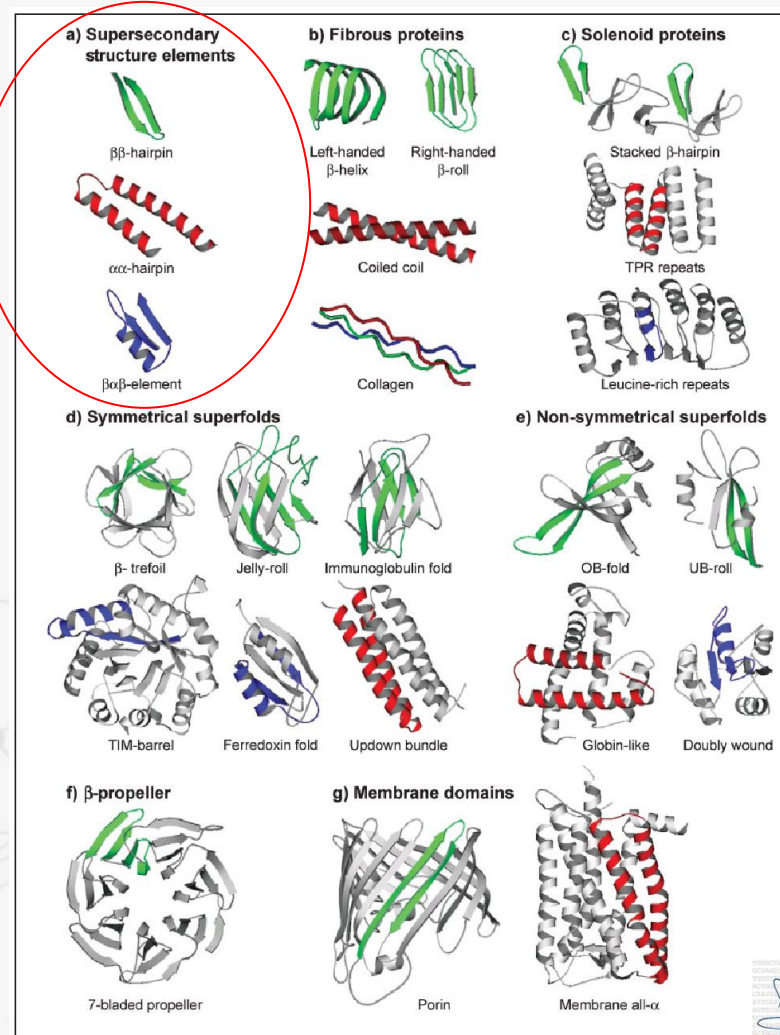 a) Supersecondary
structure elements
ββ-hairpin
αα-hairpin
βαβ-element
b) Fibrous proteins
Left-handed
β-helix
Right-handed
β-roll
Coiled coil
Collagen
c) Solenoid proteins
Stacked β-hairpin
TPR repeats
Leucine-rich repeats
d) Symmetrical superfolds
β- trefoil
Jelly-roll
Immunoglobulin fold
TIM-barrel
Ferredoxin fold
Updown bundle
e) Non-symmetrical superfolds
OB-fold
UB-roll
Globin-like
Doubly wound
f) β-propeller
7-bladed propeller
g) Membrane domains
Porin
Membrane all-α